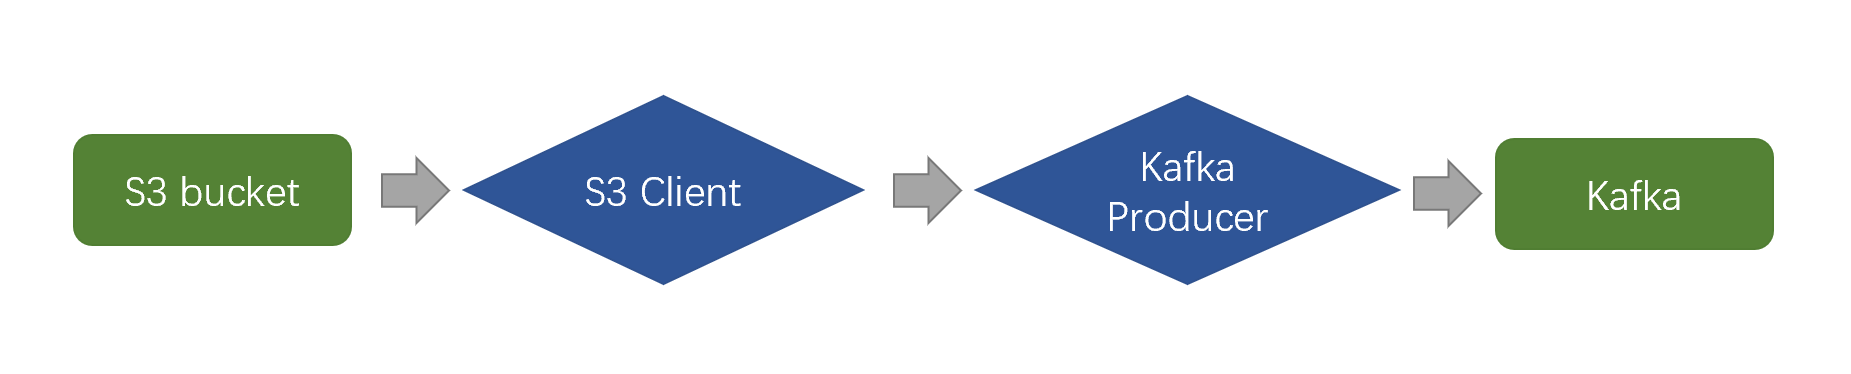 S3 bucket
S3 Client
Kafka
Producer
Kafka